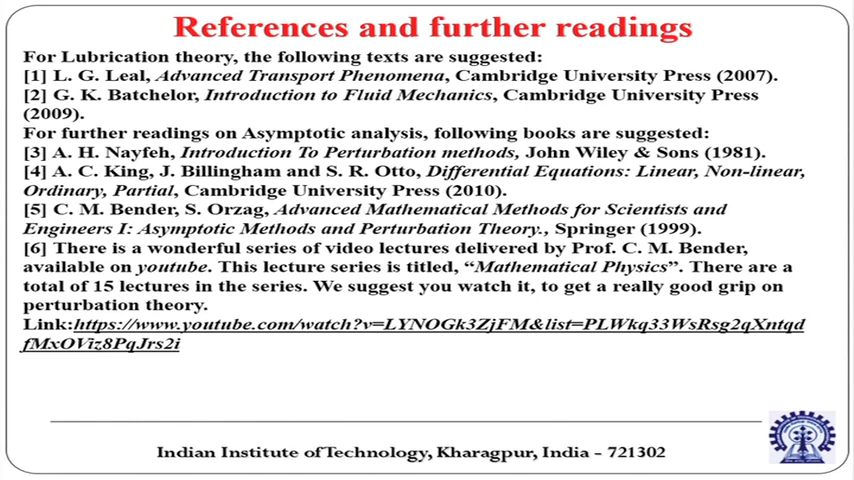 References and further readings
For Lubrication theory, the following texts are suggested:
[1] L. G. Leal, Advanced Transport Phenomena, Cambridge University Press (2007).
[2] G. K. Batchelor, Introduction to Fluid Mechanics, Cambridge University Press
(2009).
For further readings on Asymptotic analysis, following books are suggested:
[3] A. H. Nayfeh, Introduction To Perturbation methods, John Wiley & Sons (1981).
[4] A. C. King, J. Billingham and S. R. Otto, Differential Equations: Linear, Non-linear,
Ordinary, Partial, Cambridge University Press (2010).
[5] C. M. Bender, S. Orzag, Advanced Mathematical Methods for Scientists and
Engineers I: Asymptotic Methods and Perturbation Theory., Springer (1999).
[6] There is a wonderful series of video lectures delivered by Prof. C. M. Bender,
available on youtube. This lecture series is titled, “Mathematical Physics”. There are a
total of 15 lectures in the series. We suggest you watch it, to get a really good grip on
perturbation theory.
Link:https://www.youtube.com/watch?v=LYNOGk3ZjFM&list=PLWkq33WsRsg2qXntqd
fMxOViz8PqJrs2i
Indian Institute of Technology, Kharagpur, India – 721302